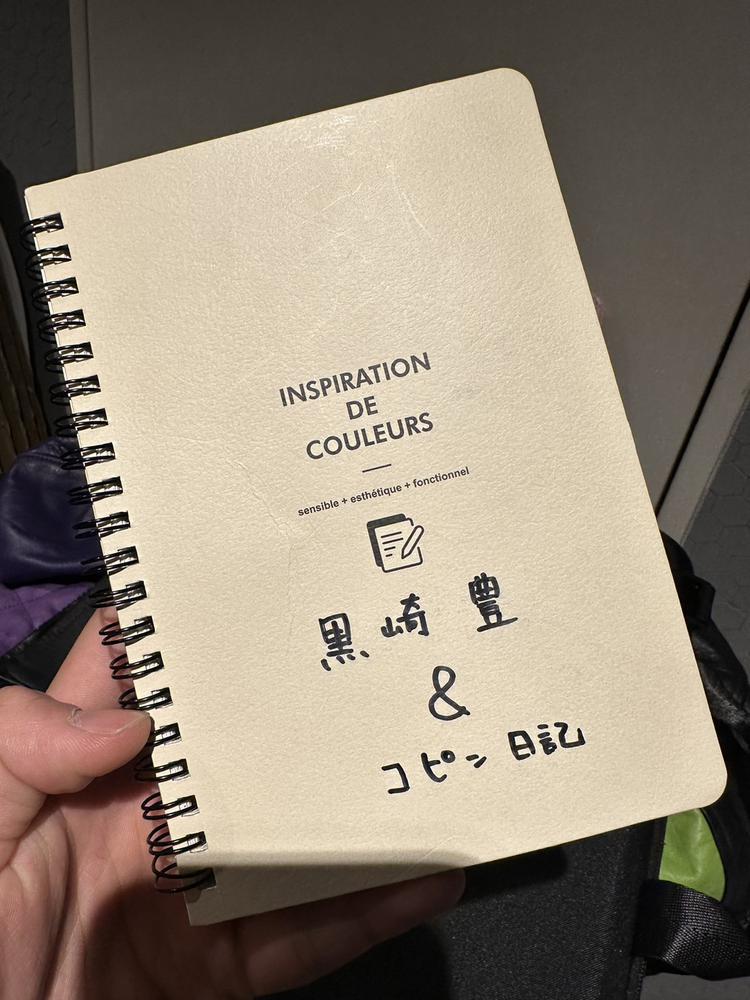 INSPIRATION
DE
COULEURS
sensible + esthétique + fonctionnel
黒崎 豊
&
コピン 日記